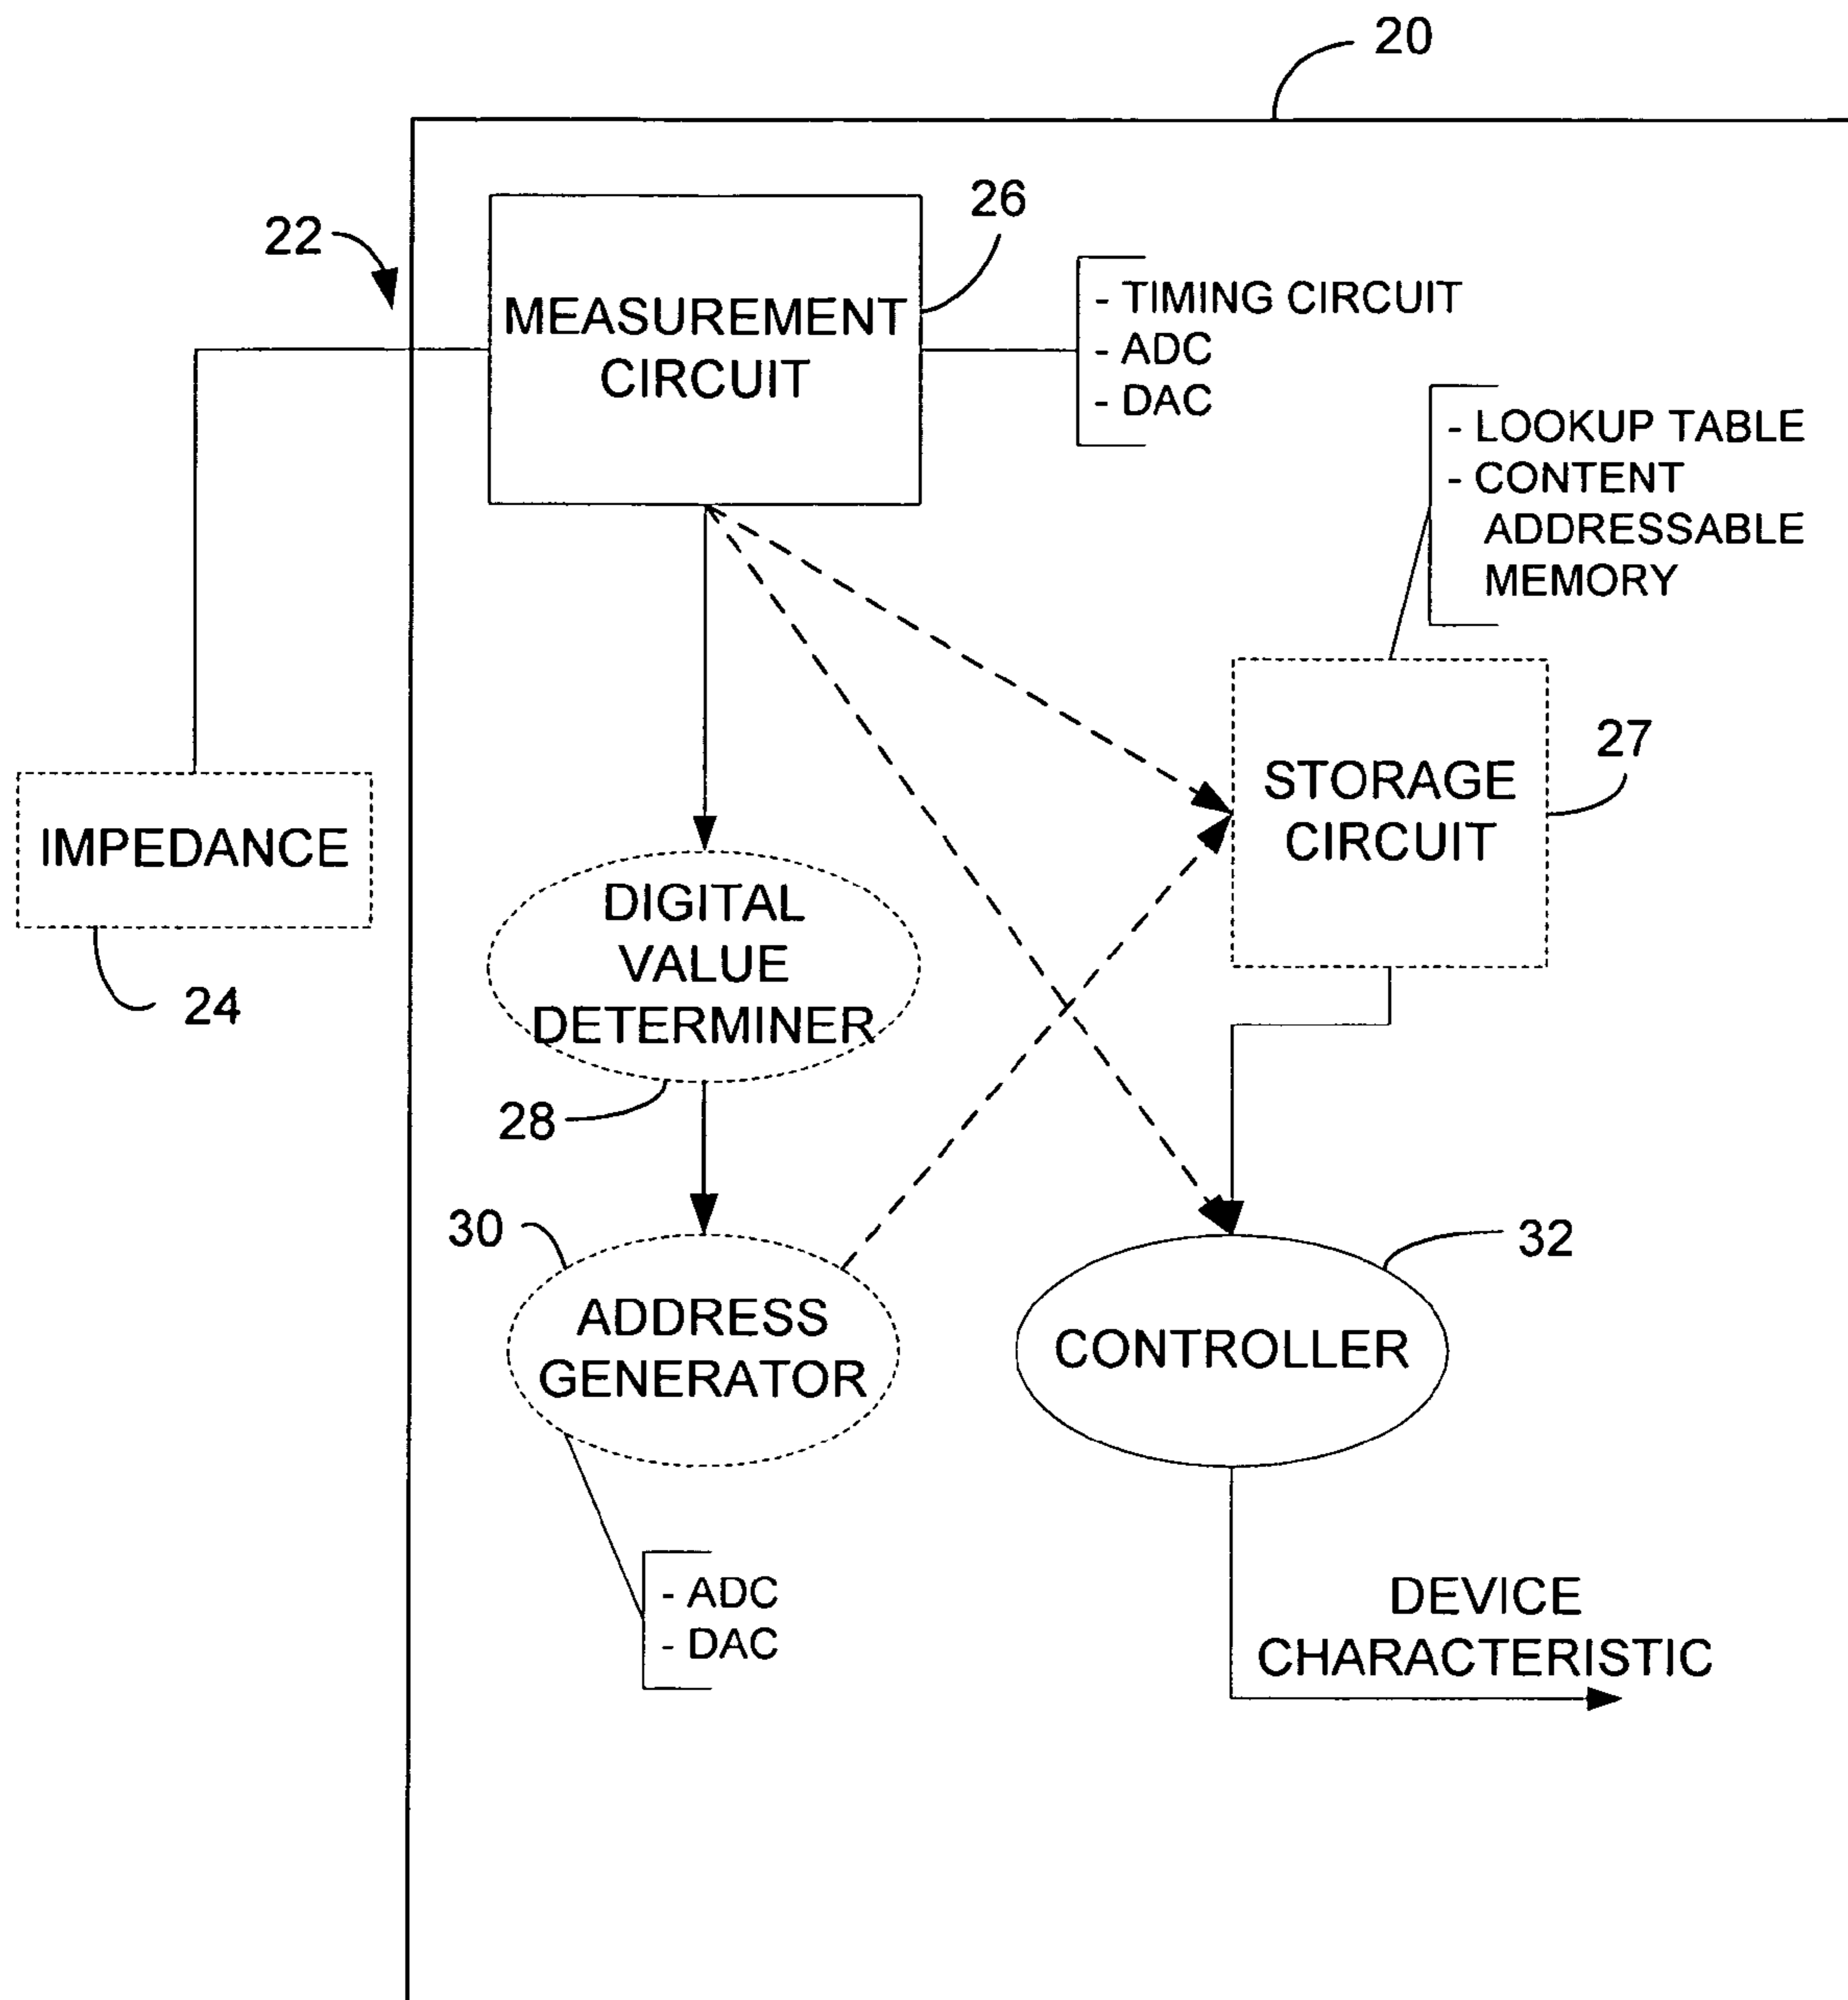 20
22
26
MEASUREMENT
CIRCUIT
- TIMING CIRCUIT
- ADC
- DAC
- LOOKUP TABLE
- CONTENT
ADDRESSABLE
MEMORY
27
STORAGE
CIRCUIT
IMPEDANCE
24
DIGITAL
VALUE
DETERMINER
28
30
ADDRESS
GENERATOR
32
CONTROLLER
- ADC
- DAC
DEVICE
CHARACTERISTIC